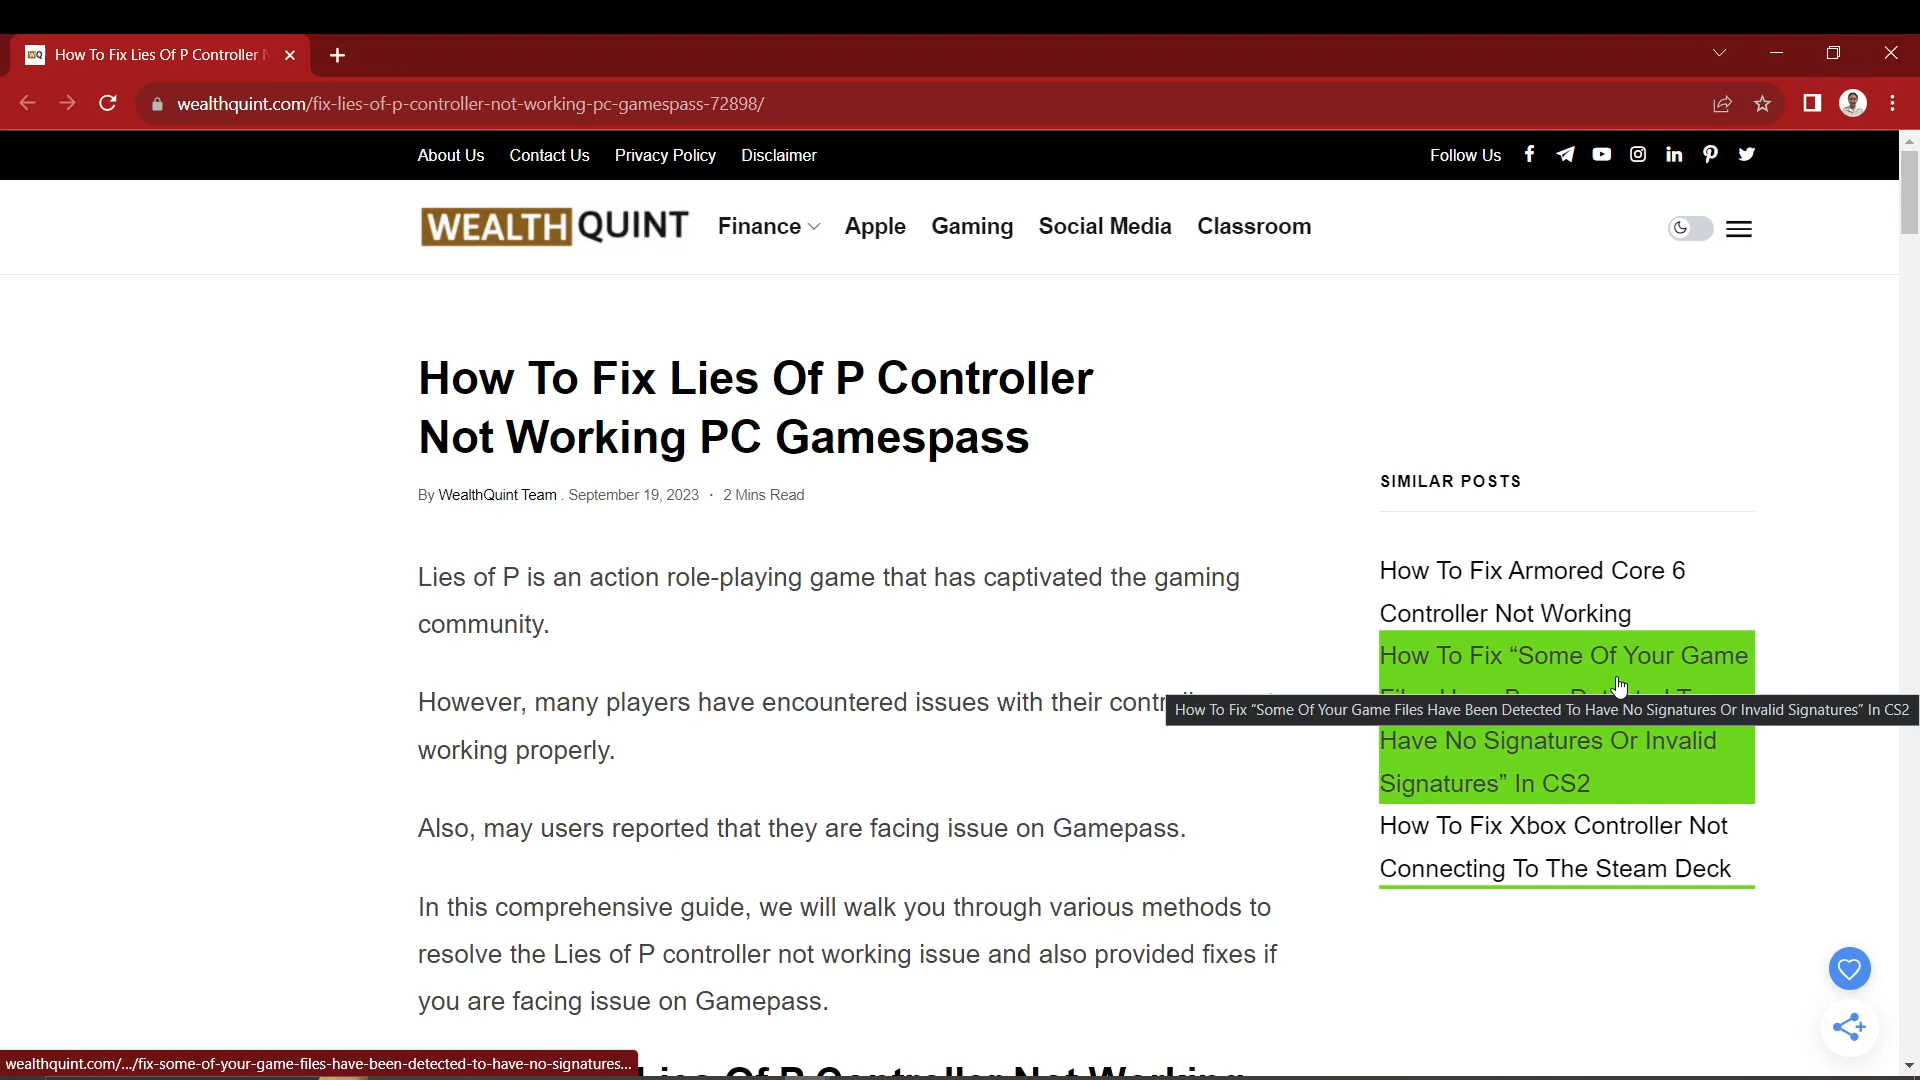 WQ How To Fix Lies Of P Controller
wealthquint.com/fix-lies-of-p-controller-not-working-pc-gamespass-72898/
About Us Contact Us Privacy Policy Disclaimer Follow Us
WEALTH QUINT Finance Apple Gaming Social Media Classroom
How To Fix Lies Of P Controller
Not Working PC Gamespass
By WealthQuint Team . September 19, 2023 · 2 Mins Read
Lies of P is an action role-playing game that has captivated the gaming
community.
However, many players have encountered issues with their
working properly.
Also, may users reported that they are facing issue on Gamepass.
In this comprehensive guide, we will walk you through various methods to
resolve the Lies of P controller not working issue and also provided fixes if
you are facing issue on Gamepass.
Lies Of P Controller Not Working
SIMILAR POSTS
How To Fix Armored Core 6
Controller Not Working
How To Fix “Some Of Your Game
How To Fix “Some Of Your Game Files Have Been Detected To Have No Signatures Or Invalid Signatures” In CS2
Have No Signatures Or Invalid
Signatures” In CS2
How To Fix Xbox Controller Not
Connecting To The Steam Deck
wealthquint.com/.../fix-some-of-your-game-files-have-been-detected-to-have-no-signatures...